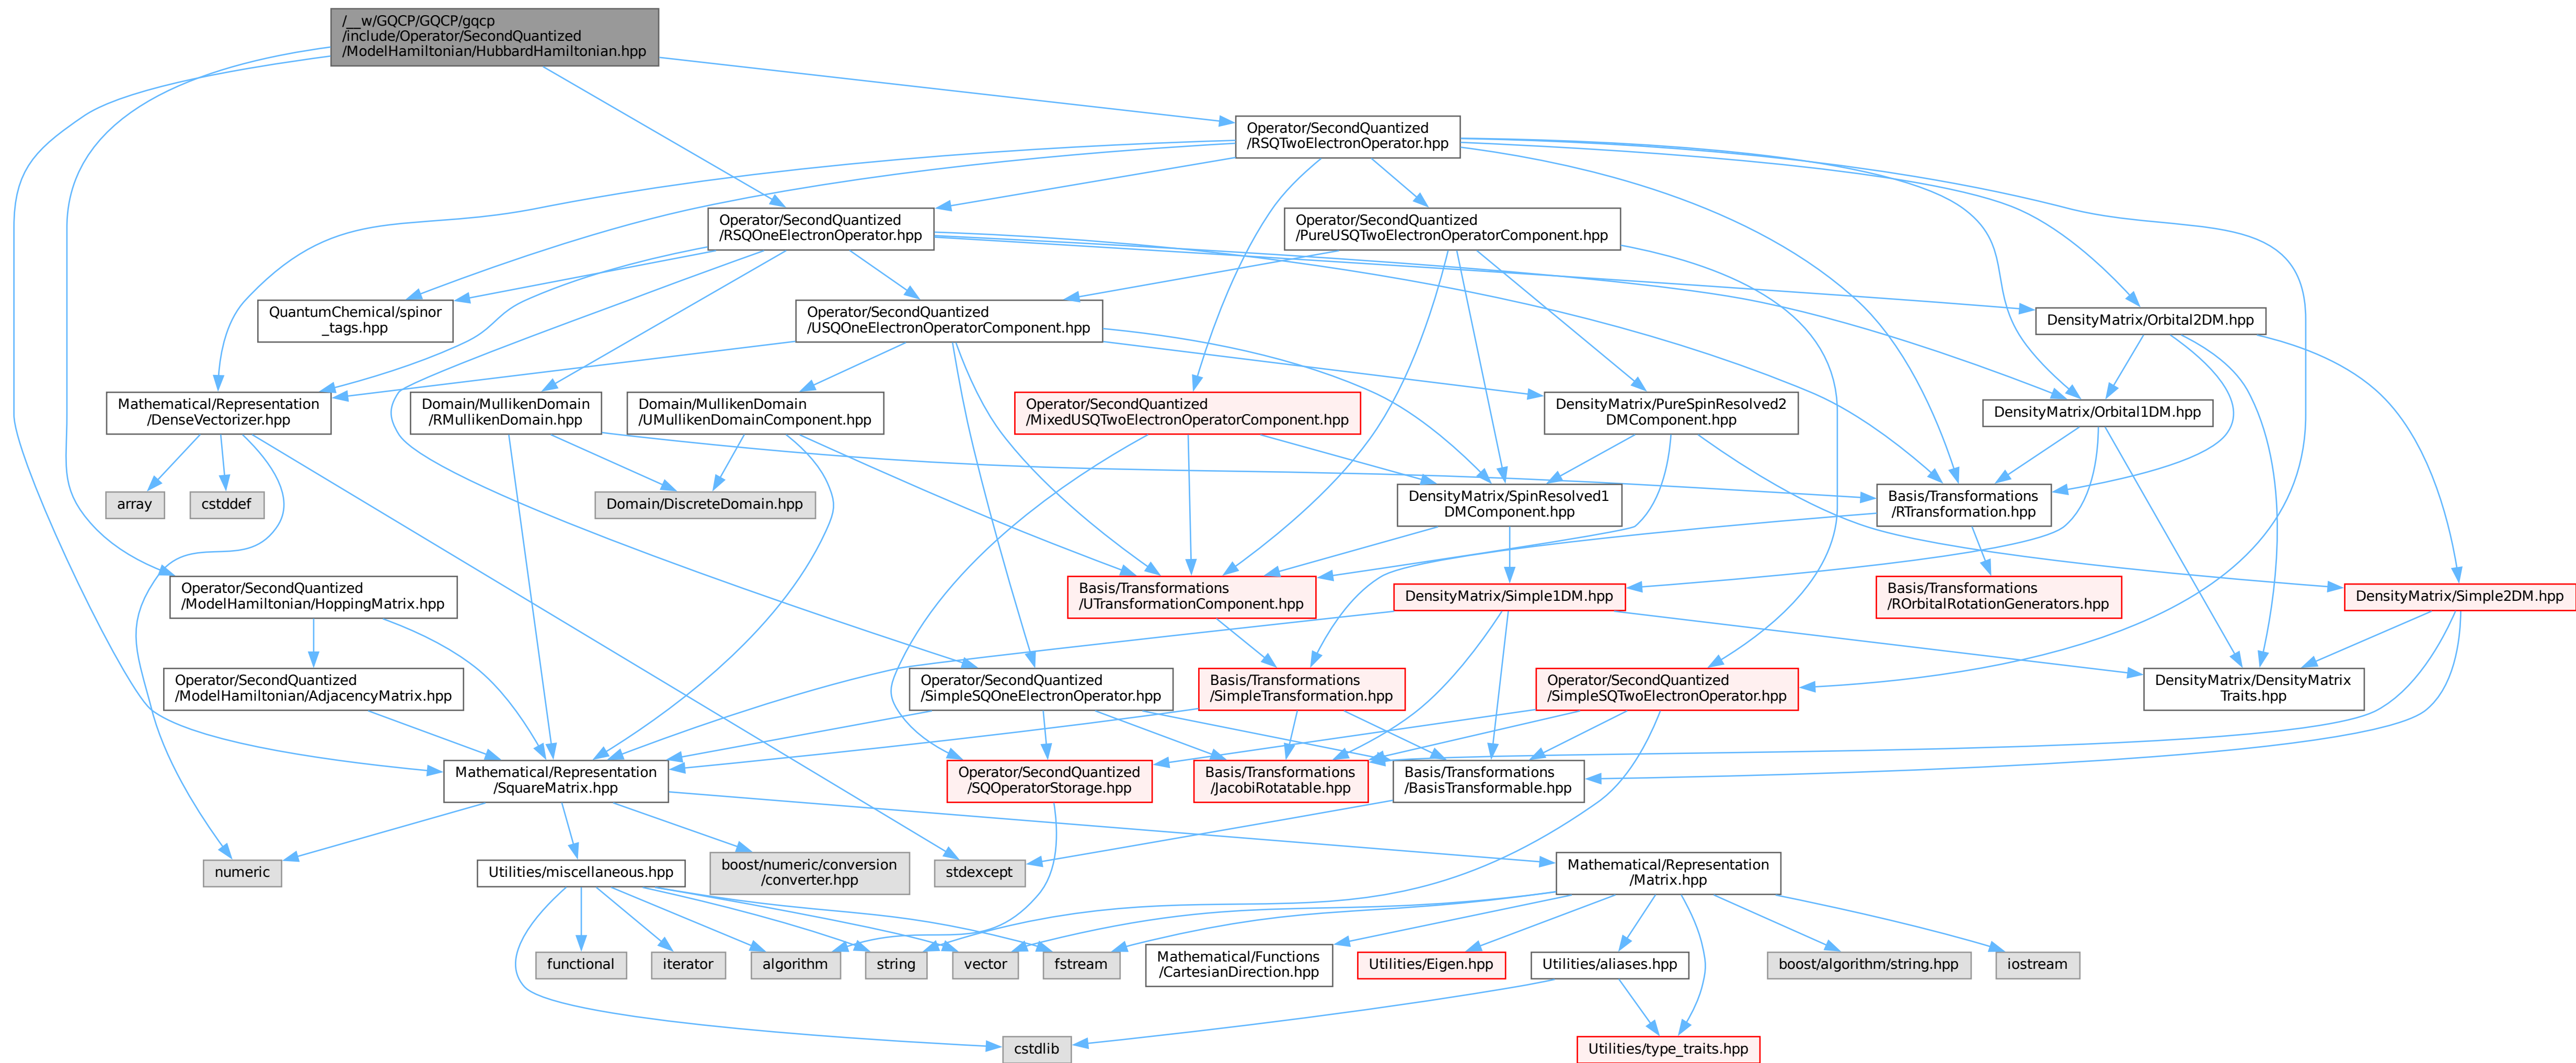 /__w/GQCP/GQCP/gqcp
/include/Operator/SecondQuantized
/ModelHamiltonian/HubbardHamiltonian.hpp
Operator/SecondQuantized
/RSQTwoElectronOperator.hpp
Operator/SecondQuantized
/RSQOneElectronOperator.hpp
Operator/SecondQuantized
/PureUSQTwoElectronOperatorComponent.hpp
QuantumChemical/spinor
_tags.hpp
Operator/SecondQuantized
/USQOneElectronOperatorComponent.hpp
DensityMatrix/Orbital2DM.hpp
Mathematical/Representation
/DenseVectorizer.hpp
Domain/MullikenDomain
/RMullikenDomain.hpp
Domain/MullikenDomain
/UMullikenDomainComponent.hpp
Operator/SecondQuantized
/MixedUSQTwoElectronOperatorComponent.hpp
DensityMatrix/PureSpinResolved2
DMComponent.hpp
DensityMatrix/Orbital1DM.hpp
array
cstddef
Domain/DiscreteDomain.hpp
DensityMatrix/SpinResolved1
DMComponent.hpp
Basis/Transformations
/RTransformation.hpp
Operator/SecondQuantized
/ModelHamiltonian/HoppingMatrix.hpp
Basis/Transformations
/UTransformationComponent.hpp
DensityMatrix/Simple1DM.hpp
Basis/Transformations
/ROrbitalRotationGenerators.hpp
DensityMatrix/Simple2DM.hpp
Operator/SecondQuantized
/ModelHamiltonian/AdjacencyMatrix.hpp
Operator/SecondQuantized
/SimpleSQOneElectronOperator.hpp
Basis/Transformations
/SimpleTransformation.hpp
Operator/SecondQuantized
/SimpleSQTwoElectronOperator.hpp
DensityMatrix/DensityMatrix
Traits.hpp
Mathematical/Representation
/SquareMatrix.hpp
Operator/SecondQuantized
/SQOperatorStorage.hpp
Basis/Transformations
/JacobiRotatable.hpp
Basis/Transformations
/BasisTransformable.hpp
numeric
Utilities/miscellaneous.hpp
boost/numeric/conversion
/converter.hpp
stdexcept
Mathematical/Representation
/Matrix.hpp
functional
iterator
algorithm
string
vector
fstream
Mathematical/Functions
/CartesianDirection.hpp
Utilities/Eigen.hpp
Utilities/aliases.hpp
boost/algorithm/string.hpp
iostream
cstdlib
Utilities/type_traits.hpp